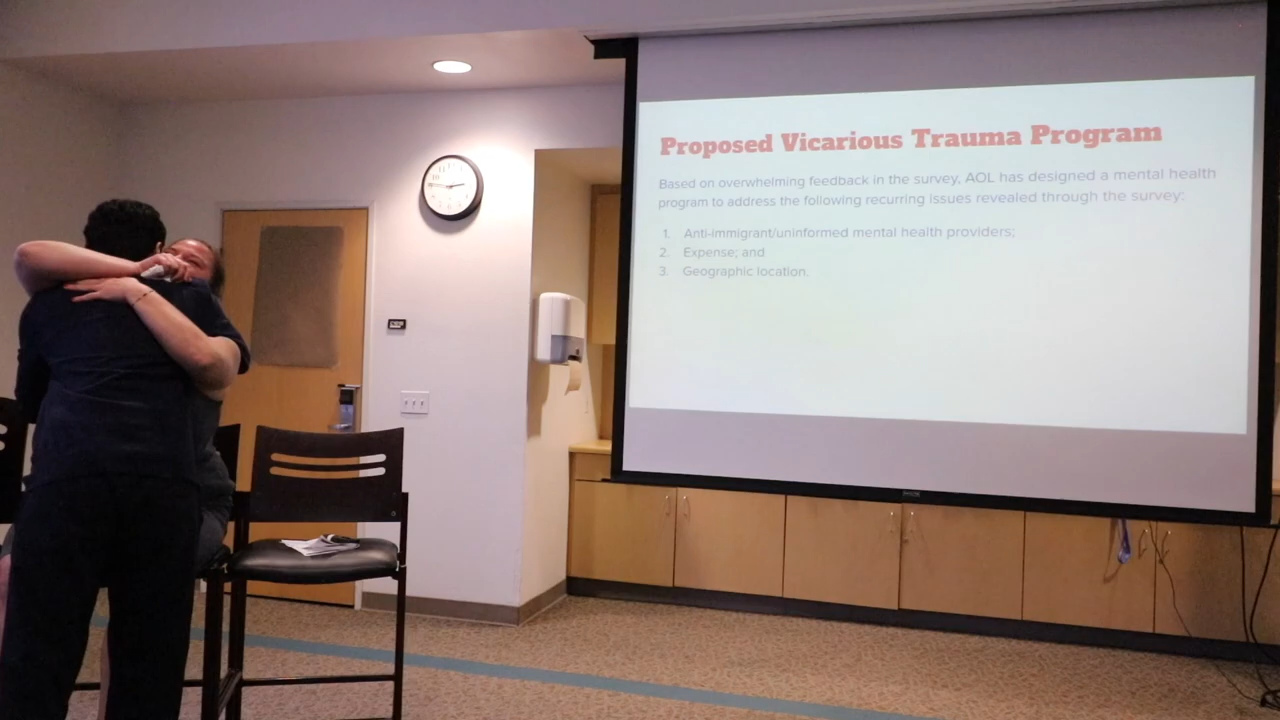 Proposed Vicarious Trauma Program
Based on overwhelming feedback in the survey, AOL has designed a mental health
program to address the following recurring issues revealed through the survey:
1. Anti-immigrant/uninformed mental health providers;
2. Expense; and
3. Geographic location.